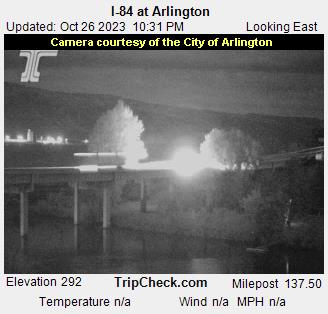 I-84 at Arlington
Updated: Oct 26 2023 10:31 PM Looking East
Camera courtesy of the City of Arlington
Elevation 292 TripCheck.com Milepost 137.50
Temperature n/a Wind n/a MPH n/a